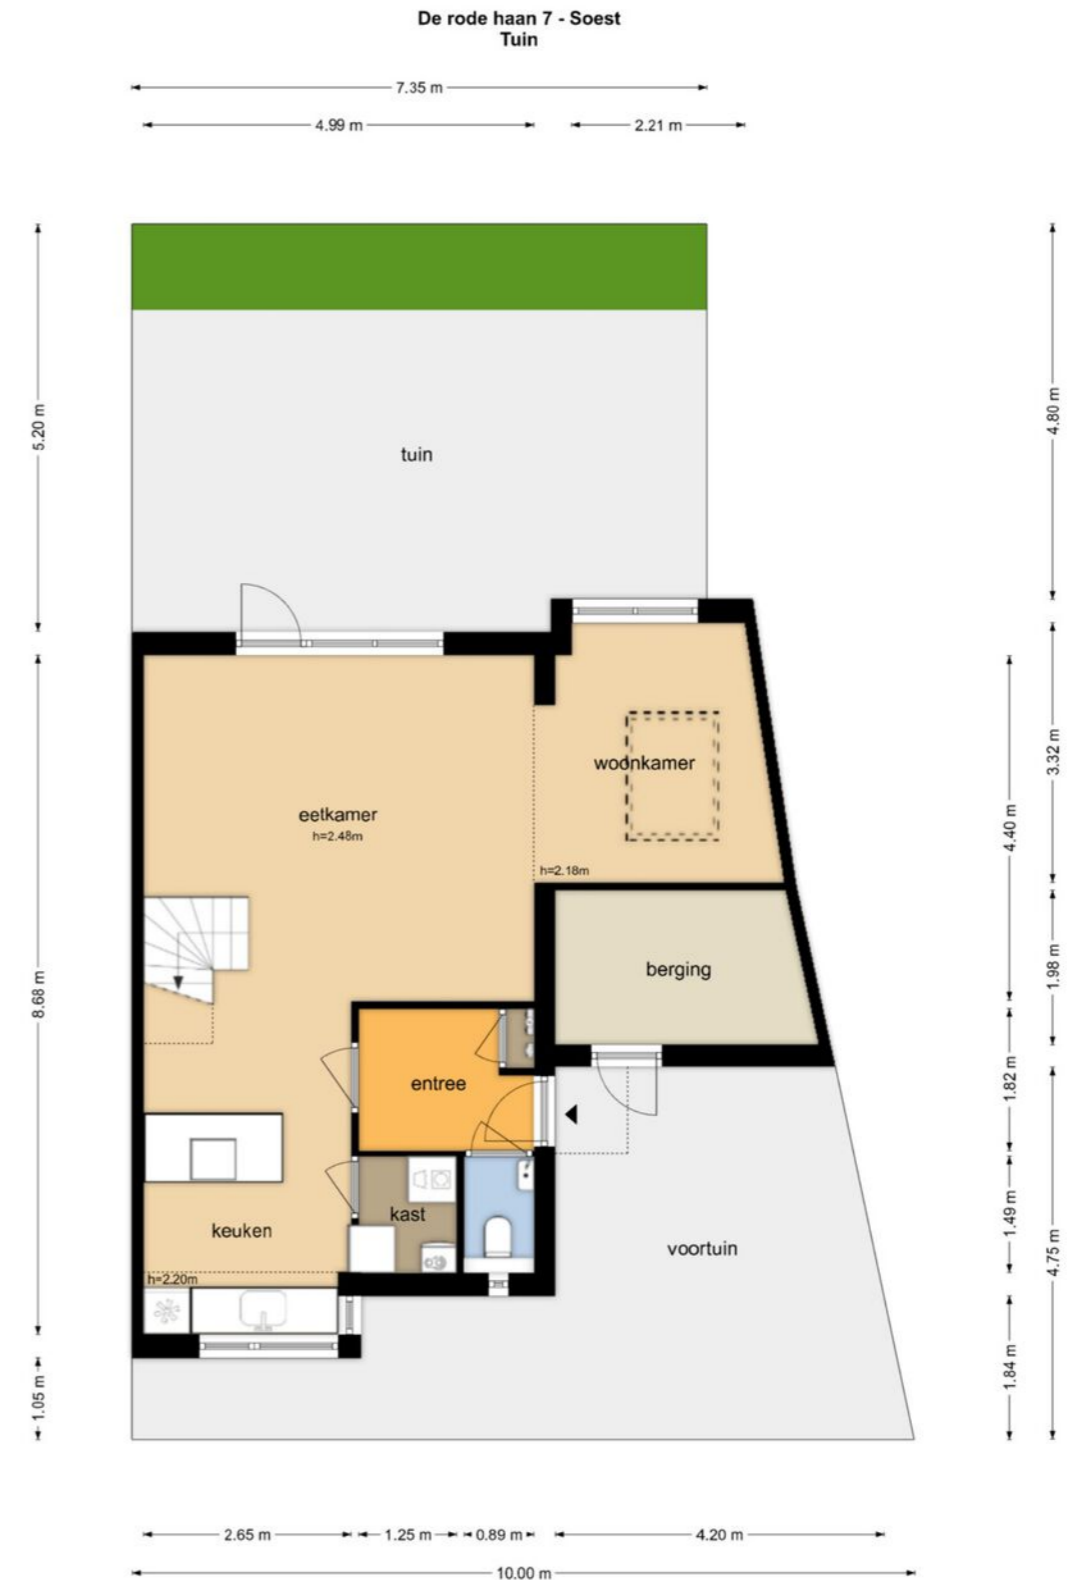 De rode haan 7 - Soest
Tuin
7.35 m
4.99 m
2.21 m
5.20 m
4.80 m
tuin
3.32 m
woonkamer
eetkamer
h=2.48m
4.40 m
h=2.18m
berging
1.98 m
8.68 m
entree
1.82 m
kast
keuken
1.49 m
voortuin
4.75 m
h=2.20m
1.84 m
1.05 m
2.65 m
1.25 m
0.89 m
4.20 m
10.00 m